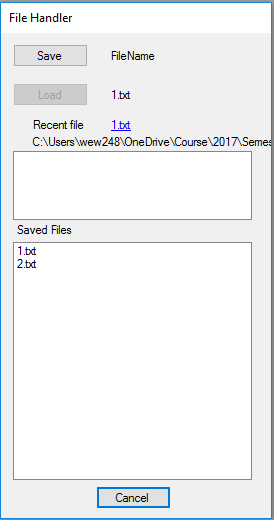 File Handler
Save FileName
Load 1.txt
Recent file 1.txt
C:\Users\wew248\OneDrive\Course\2017\Semes
Saved Files
1.txt
2.txt
Cancel